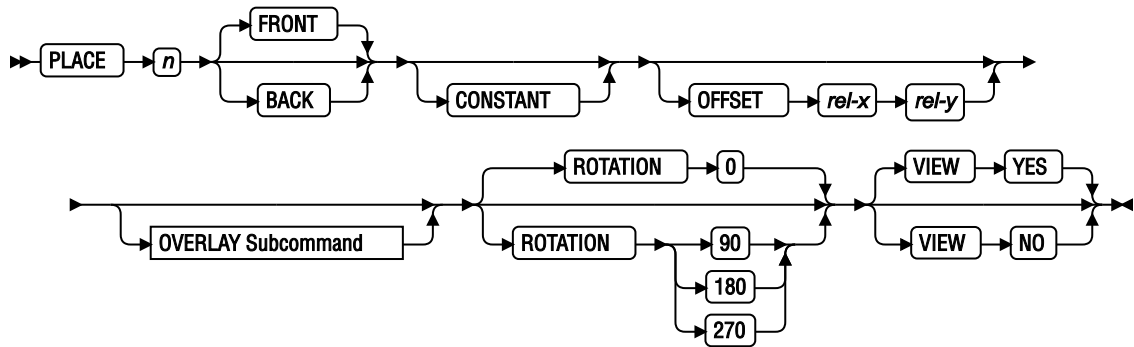 FRONT
PLACE n
BACK
CONSTANT
OFFSET rel-x rel-y
ROTATION 0
VIEW YES
OVERLAY Subcommand
ROTATION 90
VIEW NO
180
270